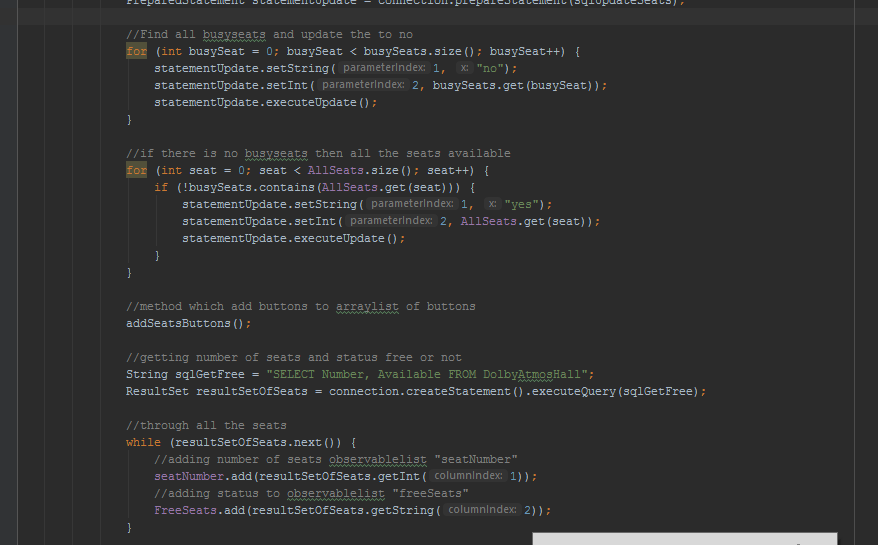 PreparedStatement statementUpdate = connection.prepareStatement(sqlUpdateSeats);
//Find all busyseats and update the to no
for (int busySeat = 0; busySeat < busySeats.size(); busySeat++) {
statementUpdate.setString( parameterIndex: 1, x: "no");
statementUpdate.setInt( parameterIndex: 2, busySeats.get(busySeat));
statementUpdate.executeUpdate();
}
//if there is no busyseats then all the seats available
for (int seat = 0; seat < AllSeats.size(); seat++) {
if (!busySeats.contains(AllSeats.get(seat))) {
statementUpdate.setString( parameterIndex: 1, x: "yes");
statementUpdate.setInt( parameterIndex: 2, AllSeats.get(seat));
statementUpdate.executeUpdate();
}
}
//method which add buttons to arraylist of buttons
addSeatsButtons();
//getting number of seats and status free or not
String sqlGetFree = "SELECT Number, Available FROM DolbyAtmosHall";
ResultSet resultSetOfSeats = connection.createStatement().executeQuery(sqlGetFree);
//through all the seats
while (resultSetOfSeats.next()) {
//adding number of seats observablelist "seatNumber"
seatNumber.add(resultSetOfSeats.getInt( columnIndex: 1));
//adding status to observablelist "freeSeats"
FreeSeats.add(resultSetOfSeats.getString( columnIndex: 2));
}